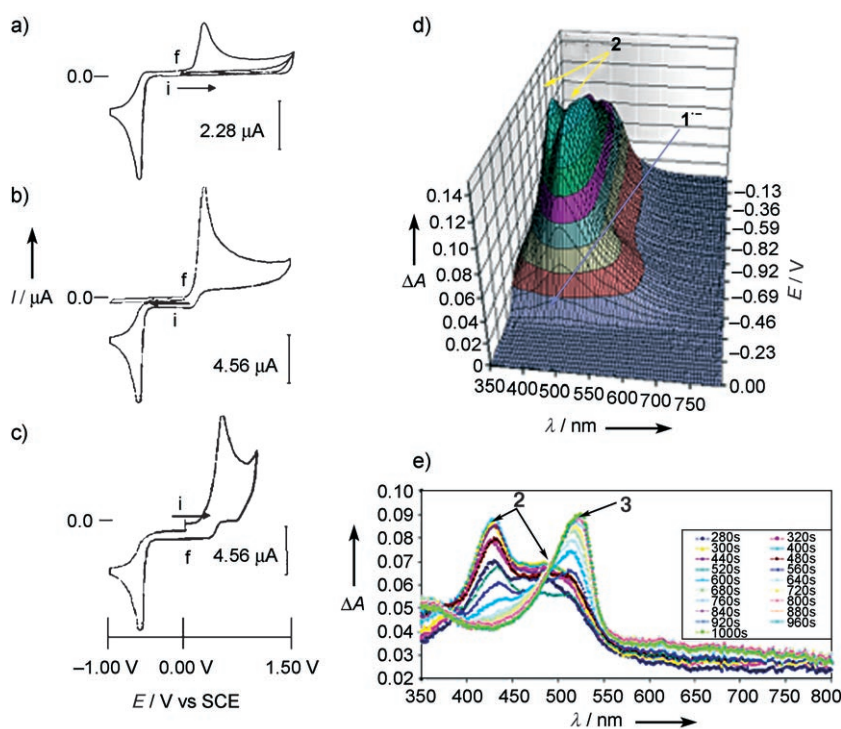 a)
f
0.0
i
2.28 µA
b)
f
I // µA
0.0
i
4.56 µA
c)
i
0.0
f
4.56 µA
–1.00 V 0.00 V 1.50 V
E / V vs SCE
d)
2
1·–
0.14
0.12
0.10
0.08
0.06
0.04
0.02
0
ΔA
–0.13
–0.36
–0.59
–0.82
–0.92
–0.69
–0.46
–0.23
0.00
E / V
350 400 450 500 550 600 650 700 750
λ / nm
e)
0.10
0.09
0.08
0.07
0.06
0.05
0.04
0.03
0.02
ΔA
2
3
280s 320s
300s 400s
440s 480s
520s 560s
600s 640s
680s 720s
760s 800s
840s 880s
920s 960s
1000s
350 400 450 500 550 600 650 700 750 800
λ / nm